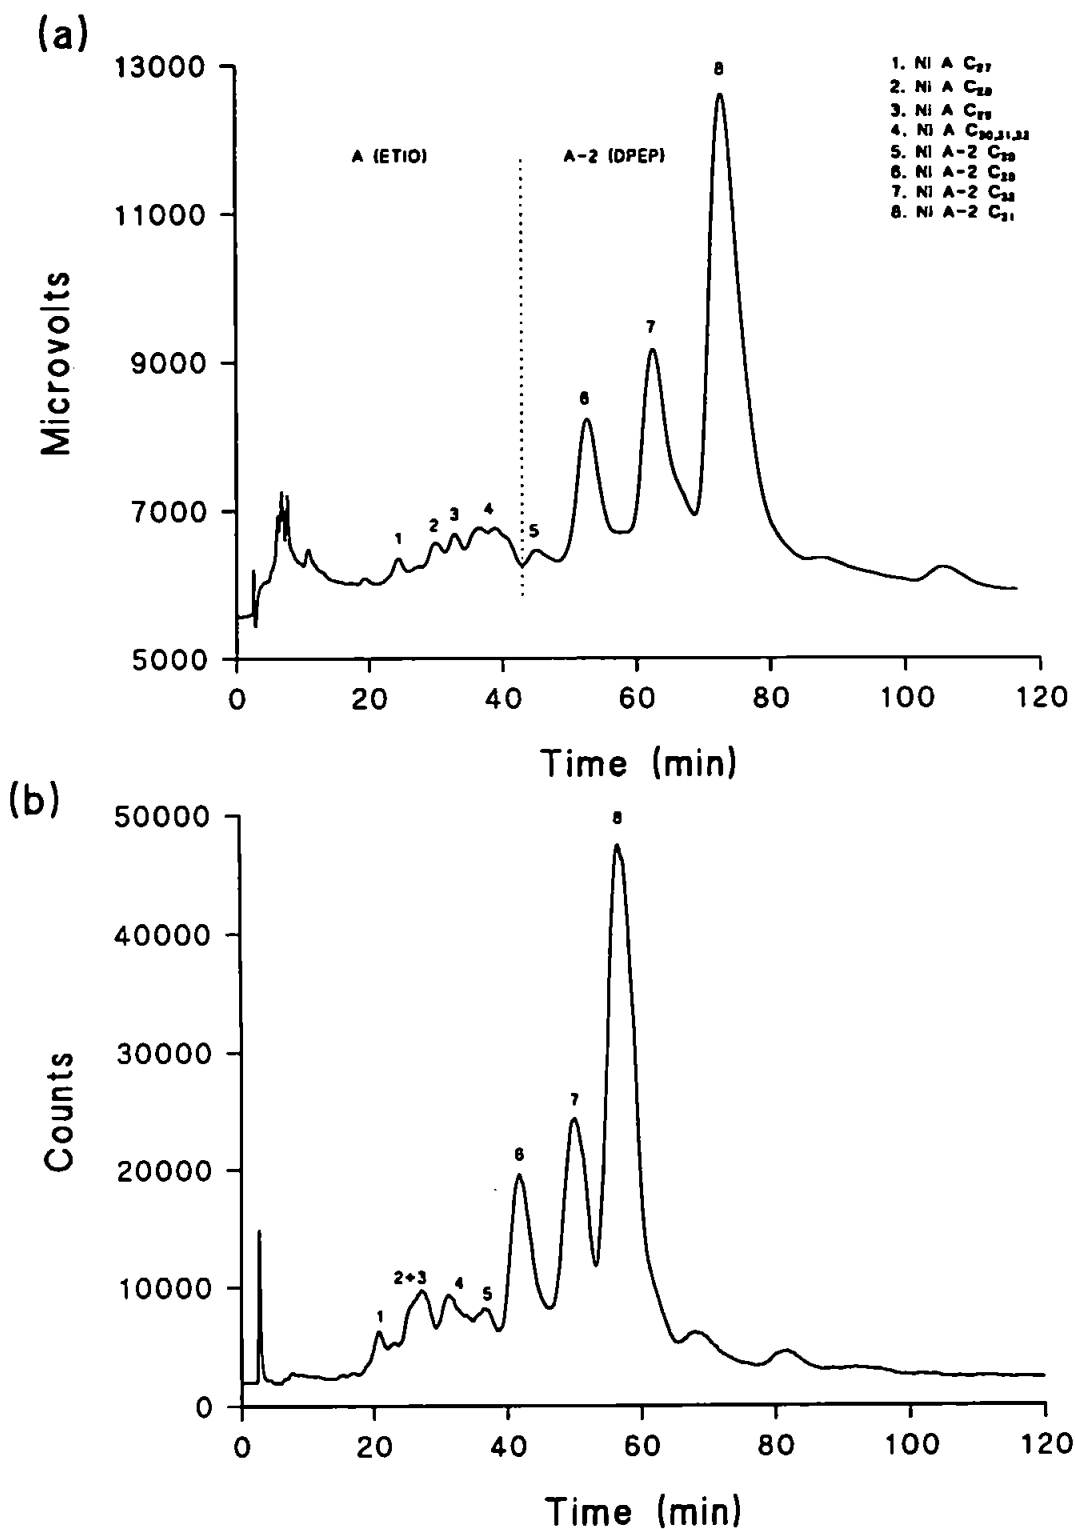 (a)
13000
11000
9000
7000
5000
Microvolts
A (ETIO)
A-2 (DPEP)
1. NI A C₂₇
2. NI A C₂₈
3. NI A C₂₉
4. NI A C₃₀,₃₁,₃₂
5. NI A-2 C
6. NI A-2 C
7. NI A-2 C₃₂
8. NI A-2 C₃₁
1
2
3
4
5
6
7
8
0 20 40 60 80 100 120
Time (min)
(b)
50000
40000
30000
20000
10000
0
Counts
1
2+3
4
5
6
7
8
0 20 40 60 80 100 120
Time (min)